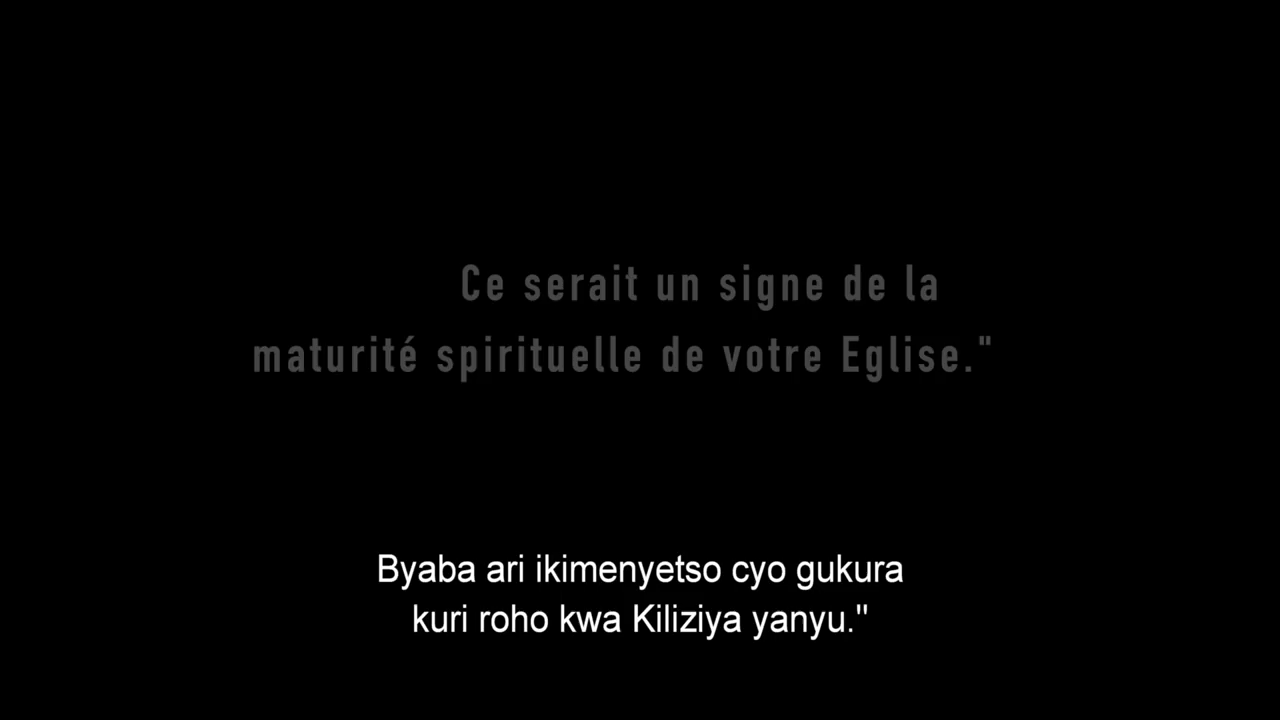 Ce serait un signe de la
maturité spirituelle de votre Eglise."
Byaba ari ikimenyetso cyo gukura
kuri roho kwa Kiliziya yanyu."